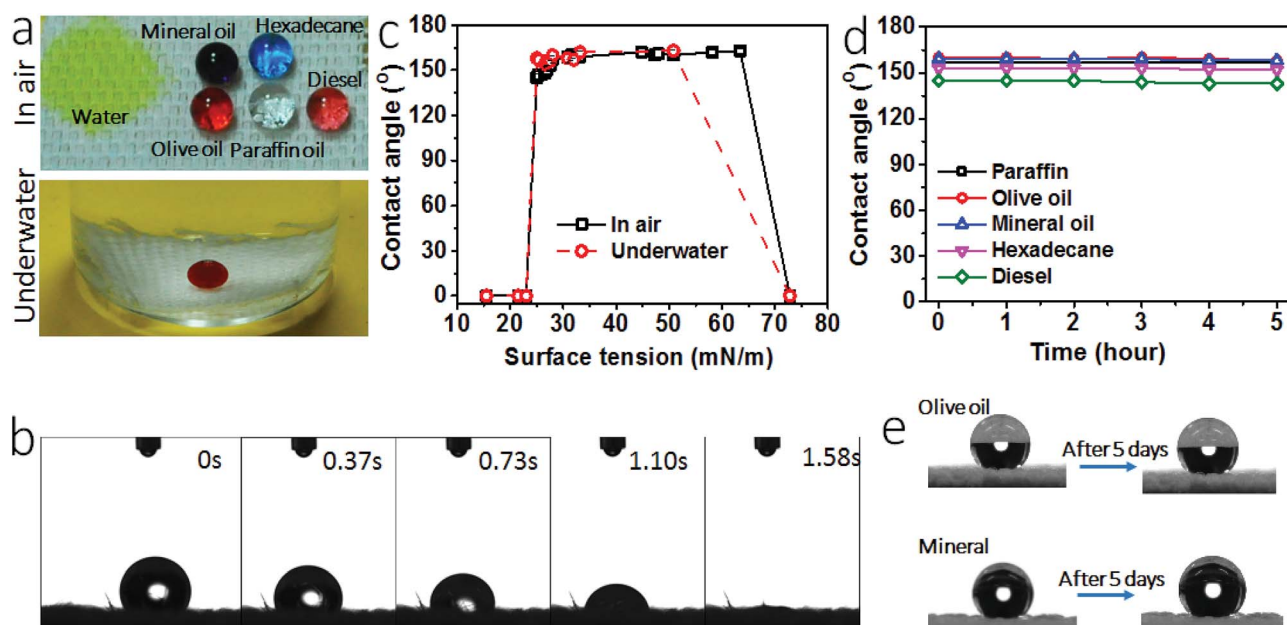 a
In air
Mineral oil
Hexadecane
Diesel
Water
Olive oil
Paraffin oil
Underwater
c
Contact angle (°)
180
150
120
90
60
30
0
In air
Underwater
10 20 30 40 50 60 70 80
Surface tension (mN/m)
d
Contact angle (°)
180
150
120
90
60
30
0
Paraffin
Olive oil
Mineral oil
Hexadecane
Diesel
0 1 2 3 4 5
Time (hour)
b
0s
0.37s
0.73s
1.10s
1.58s
e
Olive oil
After 5 days
Mineral
After 5 days